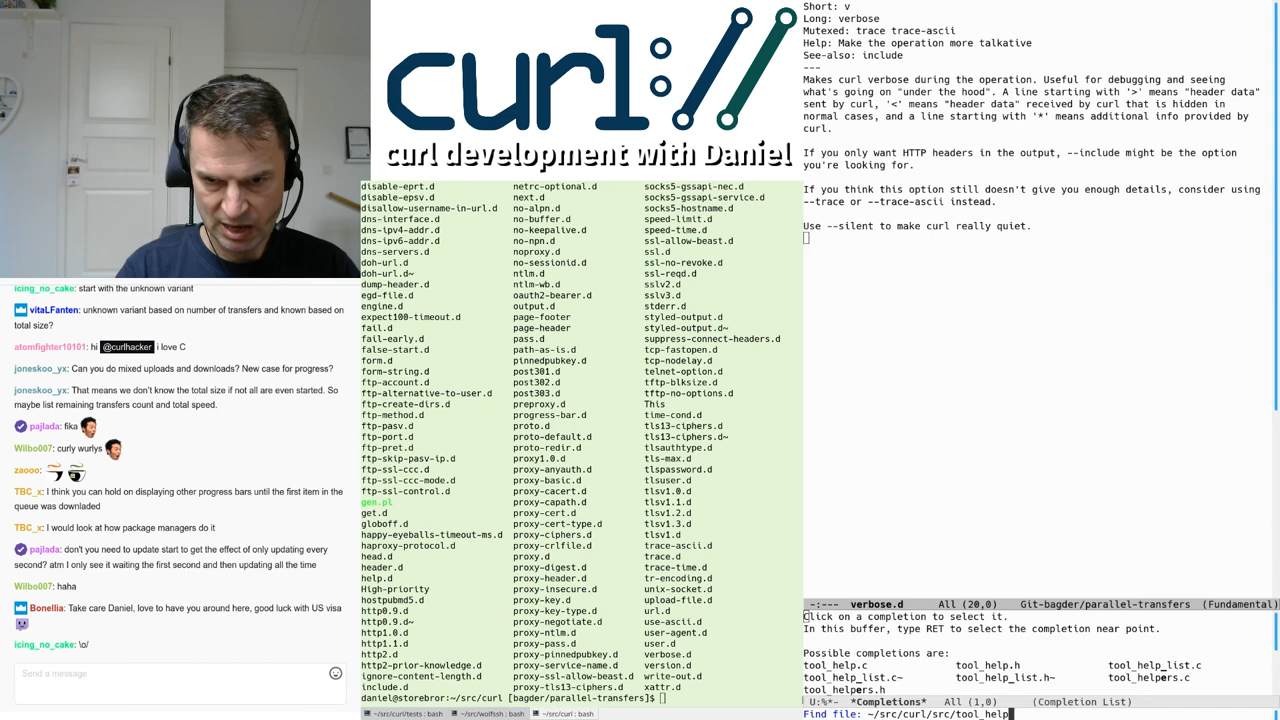 curl://
curl development with Daniel
icing_no_cake: start with the unknown variant
vitaLFanten: unknown variant based on number of transfers and known based on
total size?
atomfighter10101: hi @curlhacker i love C
joneskoo_yx: Can you do mixed uploads and downloads? New case for progress?
joneskoo_yx: That means we don't know the total size if not all are even started. So
maybe list remaining transfers count and total speed.
pajlada: fika
Wilbo007: curly wurlys
zaooo:
TBC_x: I think you can hold on displaying other progress bars until the first item in the
queue was downladed
TBC_x: I would look at how package managers do it
pajlada: don't you need to update start to get the effect of only updating every
second? atm I only see it waiting the first second and then updating all the time
Wilbo007: haha
Bonellia: Take care Daniel, love to have you around here, good luck with US visa
icing_no_cake: \o/
Send a message
disable-eprt.d netrc-optional.d socks5-gssapi-nec.d
disable-epsv.d next.d socks5-gssapi-service.d
disallow-username-in-url.d no-alpn.d socks5-hostname.d
dns-interface.d no-buffer.d speed-limit.d
dns-ipv4-addr.d no-keepalive.d speed-time.d
dns-ipv6-addr.d no-npn.d ssl-allow-beast.d
dns-servers.d noproxy.d ssl.d
doh-url.d no-sessionid.d ssl-no-revoke.d
doh-url.d~ ntlm.d ssl-reqd.d
dump-header.d ntlm-wb.d sslv2.d
egd-file.d oauth2-bearer.d sslv3.d
engine.d output.d stderr.d
expect100-timeout.d page-footer styled-output.d
fail.d page-header styled-output.d~
fail-early.d pass.d suppress-connect-headers.d
false-start.d path-as-is.d tcp-fastopen.d
form.d pinnedpubkey.d tcp-nodelay.d
form-string.d post301.d telnet-option.d
ftp-account.d post302.d tftp-blksize.d
ftp-alternative-to-user.d post303.d tftp-no-options.d
ftp-create-dirs.d preproxy.d This
ftp-method.d progress-bar.d time-cond.d
ftp-pasv.d proto.d tls13-ciphers.d
ftp-port.d proto-default.d tls13-ciphers.d~
ftp-pret.d proto-redir.d tlsauthtype.d
ftp-skip-pasv-ip.d proxy1.0.d tls-max.d
ftp-ssl-ccc.d proxy-anyauth.d tlspassword.d
ftp-ssl-ccc-mode.d proxy-basic.d tlsuser.d
ftp-ssl-control.d proxy-cacert.d tlsv1.0.d
gen.pl proxy-capath.d tlsv1.1.d
get.d proxy-cert.d tlsv1.2.d
globoff.d proxy-cert-type.d tlsv1.3.d
happy-eyeballs-timeout-ms.d proxy-ciphers.d tlsv1.d
haproxy-protocol.d proxy-crlfile.d trace-ascii.d
head.d proxy.d trace.d
header.d proxy-digest.d trace-time.d
help.d proxy-header.d tr-encoding.d
High-priority proxy-insecure.d unix-socket.d
hostpubmd5.d proxy-key.d upload-file.d
http0.9.d proxy-key-type.d url.d
http0.9.d~ proxy-negotiate.d use-ascii.d
http1.0.d proxy-ntlm.d user-agent.d
http1.1.d proxy-pass.d user.d
http2.d proxy-pinnedpubkey.d verbose.d
http2-prior-knowledge.d proxy-service-name.d version.d
ignore-content-length.d proxy-ssl-allow-beast.d write-out.d
include.d proxy-tls13-ciphers.d xattr.d
daniel@storebror:~/src/curl [bagder/parallel-transfers]$
~/src/curl/tests : bash ~/src/wolfssh : bash ~/src/curl : bash
Short: v
Long: verbose
Mutexed: trace trace-ascii
Help: Make the operation more talkative
See-also: include
---
Makes curl verbose during the operation. Useful for debugging and seeing
what's going on "under the hood". A line starting with '>' means "header data"
sent by curl, '<' means "header data" received by curl that is hidden in
normal cases, and a line starting with '*' means additional info provided by
curl.
If you only want HTTP headers in the output, --include might be the option
you're looking for.
If you think this option still doesn't give you enough details, consider using
--trace or --trace-ascii instead.
Use --silent to make curl really quiet.
-:--- verbose.d All (20,0) Git-bagder/parallel-transfers (Fundamental)
Click on a completion to select it.
In this buffer, type RET to select the completion near point.
Possible completions are:
tool_help.c tool_help.h tool_help_list.c
tool_help_list.c~ tool_help_list.h~ tool_helpers.c
tool_helpers.h
U:%*- *Completions* All (1,0) (Completion List)
Find file: ~/src/curl/src/tool_help